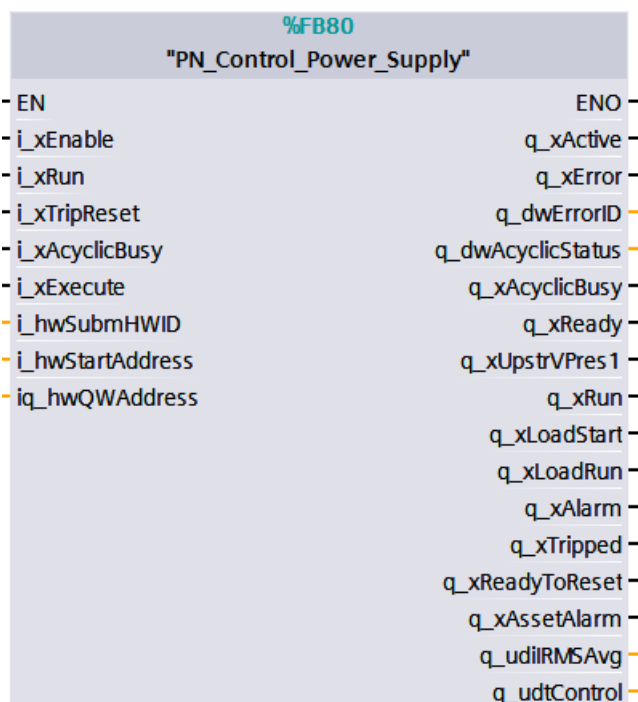 %FB80
"PN_Control_Power_Supply"
EN ENO
i_xEnable q_xActive
i_xRun q_xError
i_xTripReset q_dwErrorID
i_xAcyclicBusy q_dwAcyclicStatus
i_xExecute q_xAcyclicBusy
i_hwSubmHWID q_xReady
i_hwStartAddress q_xUpstrVPres1
iq_hwQWAddress q_xRun
q_xLoadStart
q_xLoadRun
q_xAlarm
q_xTripped
q_xReadyToReset
q_xAssetAlarm
q_udiIRMSAvg
q_udtControl